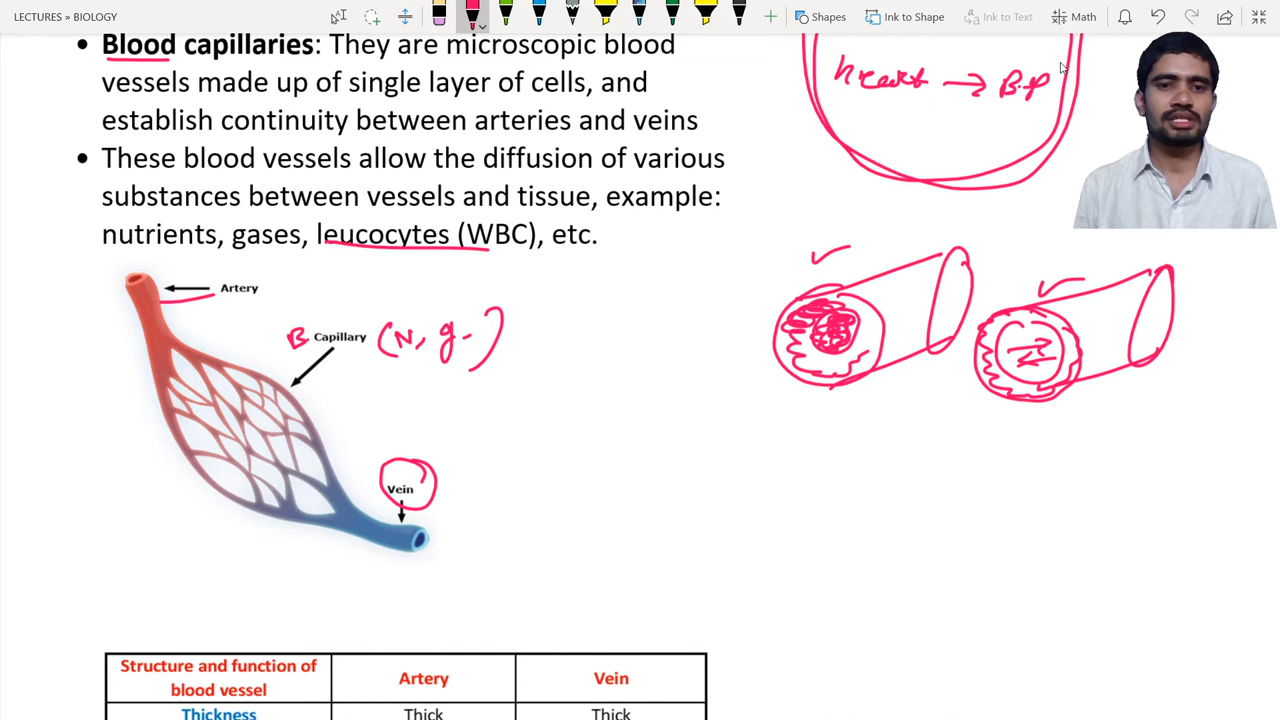 LECTURES » BIOLOGY
Shapes
Ink to Shape
Ink to Text
Math
• Blood capillaries: They are microscopic blood
vessels made up of single layer of cells, and
establish continuity between arteries and veins
• These blood vessels allow the diffusion of various
substances between vessels and tissue, example:
nutrients, gases, leucocytes (WBC), etc.
heart → B.P
Artery
B. Capillary (N, g-)
Vein
Structure and function of
blood vessel
Artery
Vein
Thickness
Thick
Thick